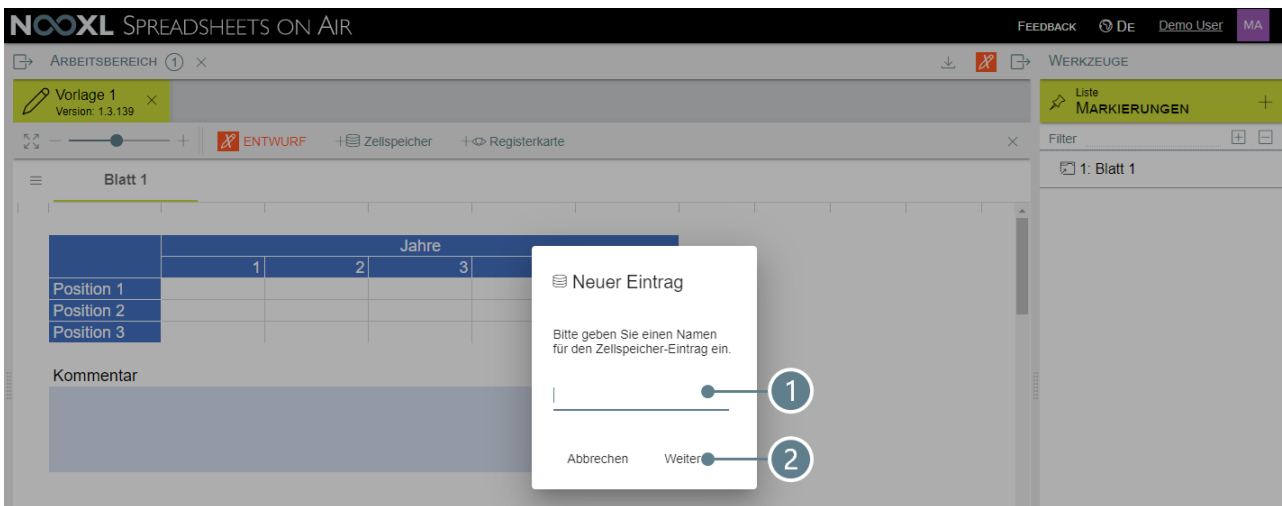 NOOXL SPREADSHEETS ON AIR
FEEDBACK DE Demo User MA
ARBEITSBEREICH 1
WERKZEUGE
Vorlage 1
Version: 1.3.139
Liste
MARKIERUNGEN
ENTWURF Zellspeicher Registerkarte
Filter
Blatt 1
1: Blatt 1
Jahre
1 2 3
Position 1
Position 2
Position 3
Kommentar
Neuer Eintrag
Bitte geben Sie einen Namen
für den Zellspeicher-Eintrag ein.
1
Abbrechen Weiter
2